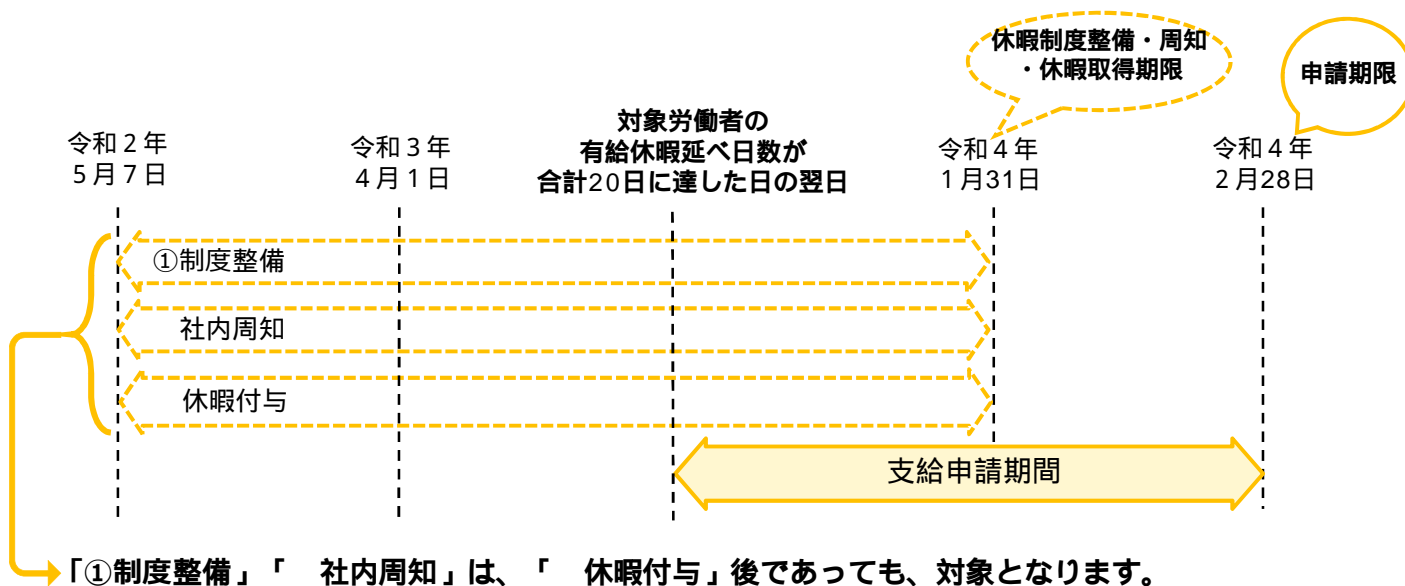 休暇制度整備・周知
・休暇取得期限
申請期限
令和２年
５月７日
令和３年
４月１日
対象労働者の
有給休暇延べ日数が
合計20日に達した日の翌日
令和４年
１月31日
令和４年
２月28日
①制度整備
社内周知
休暇付与
支給申請期間
「①制度整備」「　社内周知」は、「　休暇付与」後であっても、対象となります。